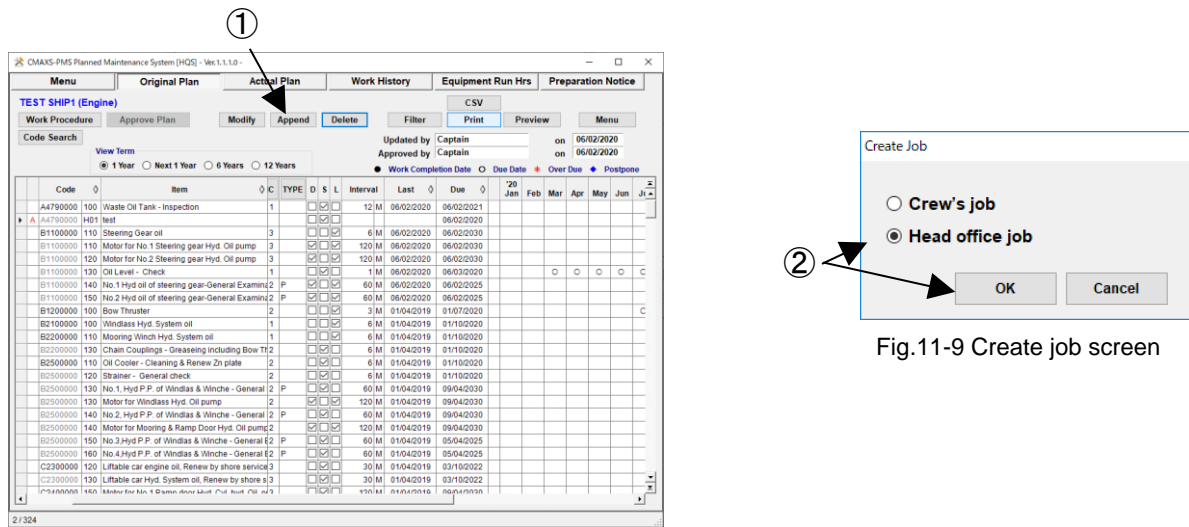 ①
CMAXS-PMS Planned Maintenance System [HQS] - Ver.1.1.1.0 -
Menu Original Plan Actual Plan Work History Equipment Run Hrs Preparation Notice
TEST SHIP1 (Engine) CSV
Work Procedure Approve Plan Modify Append Delete Filter Print Preview Menu
Code Search Updated by Captain on 06/02/2020
View Term Approved by Captain on 06/02/2020
1 Year Next 1 Year 6 Years 12 Years
● Work Completion Date O Due Date * Over Due ◆ Postpone
Code Item C TYPE D S L Interval Last Due '20 Jan Feb Mar Apr May Jun
A4790000 100 Waste Oil Tank - Inspection 1 12 M 06/02/2020 06/02/2021
A A4790000 H01 test 06/02/2020
B1100000 110 Steering Gear oil 3 6 M 06/02/2020 06/02/2030
B1100000 110 Motor for No.1 Steering gear Hyd. Oil pump 3 120 M 06/02/2020 06/02/2030
B1100000 120 Motor for No.2 Steering gear Hyd. Oil pump 3 120 M 06/02/2020 06/02/2030
B1100000 130 Oil Level - Check 1 1 M 06/02/2020 06/03/2020 O O O O
B1100000 140 No.1 Hyd oil of steering gear-General Examina 2 P 60 M 06/02/2020 06/02/2025
B1100000 150 No.2 Hyd oil of steering gear-General Examina 2 P 60 M 06/02/2020 06/02/2025
B1200000 100 Bow Thruster 2 3 M 01/04/2019 01/07/2020
B2100000 100 Windlass Hyd. System oil 1 6 M 01/04/2019 01/10/2020
B2200000 110 Mooring Winch Hyd. System oil 1 6 M 01/04/2019 01/10/2020
B2200000 130 Chain Couplings - Greaseing including Bow Th 2 6 M 01/04/2019 01/10/2020
B2500000 110 Oil Cooler - Cleaning & Renew Zn plate 2 6 M 01/04/2019 01/10/2020
B2500000 120 Strainer - General check 2 6 M 01/04/2019 01/10/2020
B2500000 130 No.1, Hyd P.P. of Windlas & Winche - General 2 P 60 M 01/04/2019 09/04/2030
B2500000 130 Motor for Windlass Hyd. Oil pump 2 120 M 01/04/2019 09/04/2030
B2500000 140 No.2, Hyd P.P. of Windlas & Winche - General 2 P 60 M 01/04/2019 09/04/2030
B2500000 140 Motor for Mooring & Ramp Door Hyd. Oil pump 2 120 M 01/04/2019 09/04/2030
B2500000 150 No.3,Hyd P.P. of Windlas & Winche - General E 2 P 60 M 01/04/2019 05/04/2025
B2500000 160 No.4,Hyd P.P. of Windlas & Winche - General E 2 P 60 M 01/04/2019 05/04/2025
C2300000 120 Liftable car engine oil, Renew by shore service 3 30 M 01/04/2019 03/10/2022
C2300000 130 Liftable car Hyd. System oil, Renew by shore s 3 30 M 01/04/2019 03/10/2022
C2400000 150 Motor for No.1 Ramp door Hyd. Cyl. hyd. Oil 3 120 M 01/04/2019 09/04/2030
2 / 324
Create Job
Crew's job
Head office job
②
OK Cancel
Fig.11-9 Create job screen